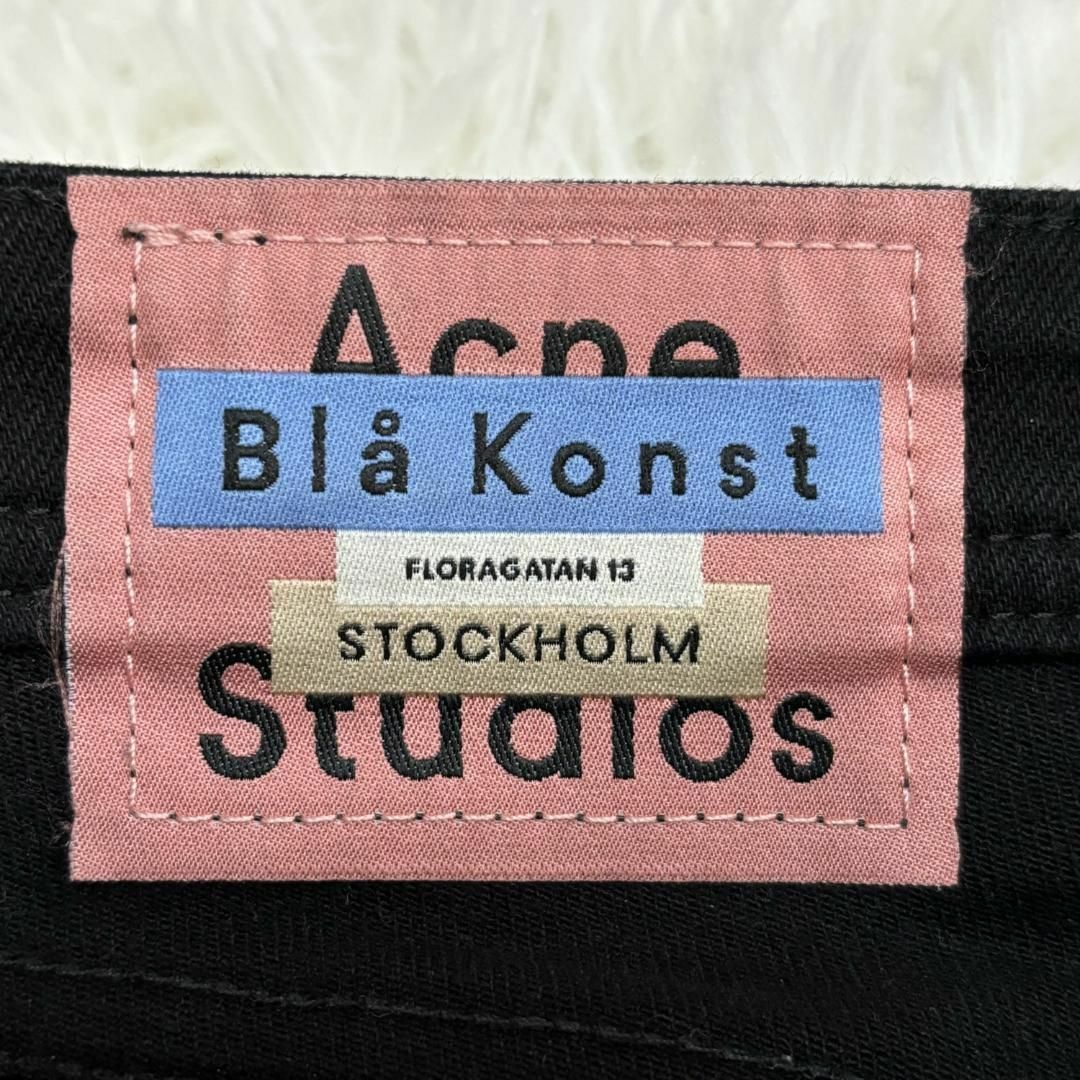 Acne
Blå Konst
FLORAGATAN 13
STOCKHOLM
Studios